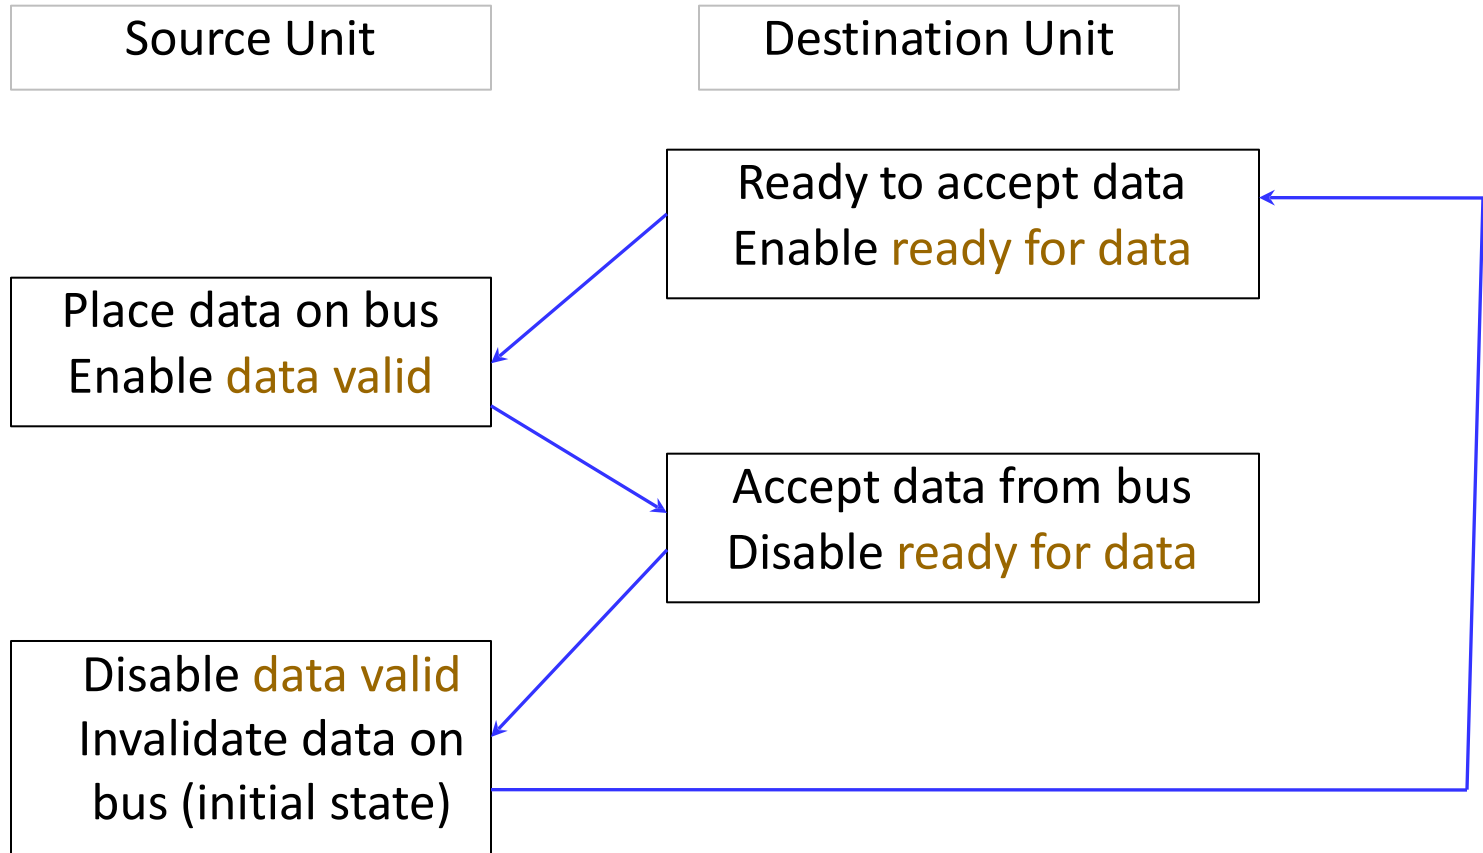 Source Unit
Destination Unit
Ready to accept data
Enable ready for data
Place data on bus
Enable data valid
Accept data from bus
Disable ready for data
Disable data valid
Invalidate data on
bus (initial state)